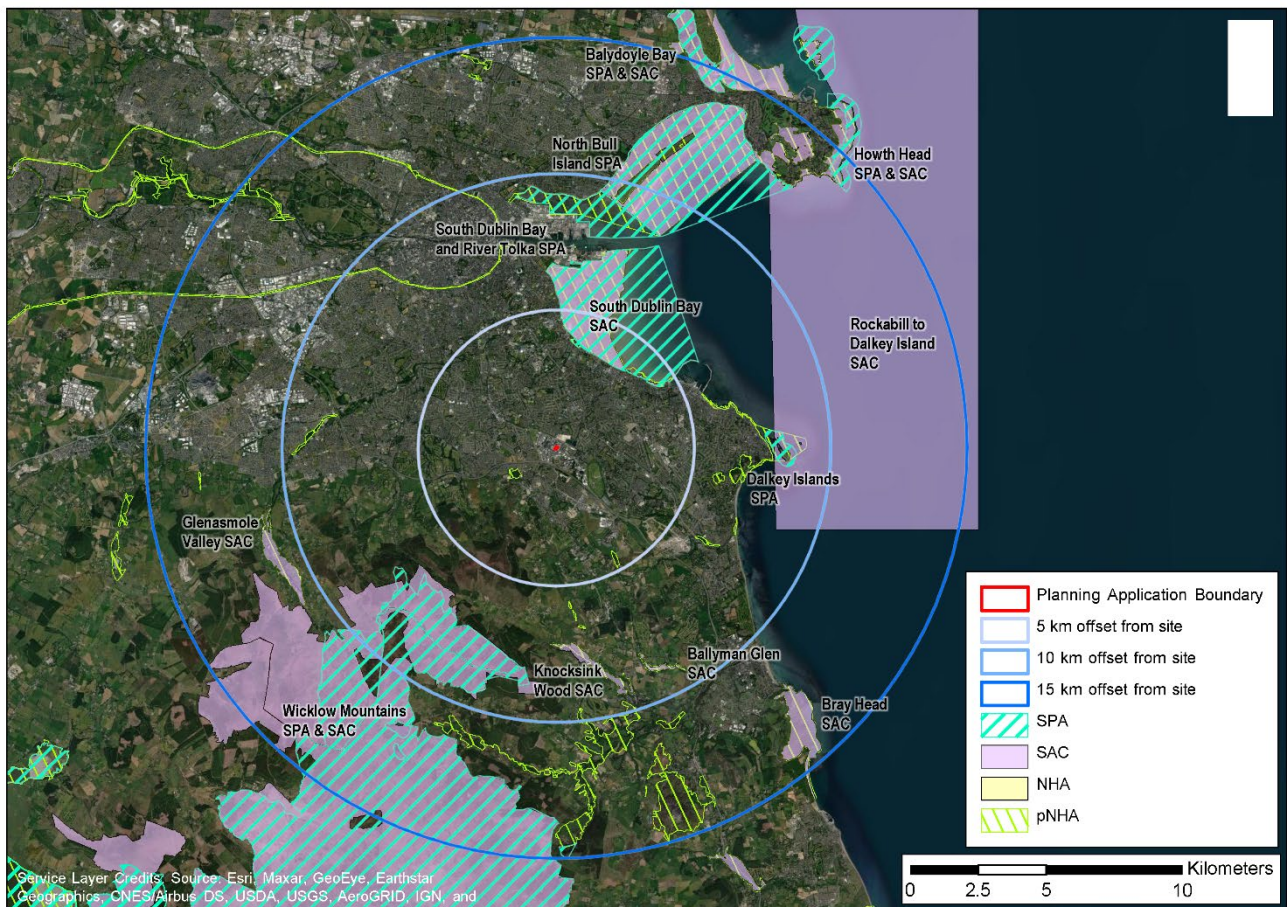 Balydoyle Bay
SPA & SAC
North Bull
Island SPA
Howth Head
SPA & SAC
South Dublin Bay
and River Tolka SPA
South Dublin Bay
SAC
Rockabill to
Dalkey Island
SAC
Dalkey Islands
SPA
Glenasmole
Valley SAC
Knocksink
Wood SAC
Ballyman Glen
SAC
Wicklow Mountains
SPA & SAC
Bray Head
SAC
Planning Application Boundary
5 km offset from site
10 km offset from site
15 km offset from site
SPA
SAC
NHA
pNHA
Kilometers
0 2.5 5 10
Service Layer Credits: Source: Esri, Maxar, GeoEye, Earthstar
Geographics, CNES/Airbus DS, USDA, USGS, AeroGRID, IGN, and